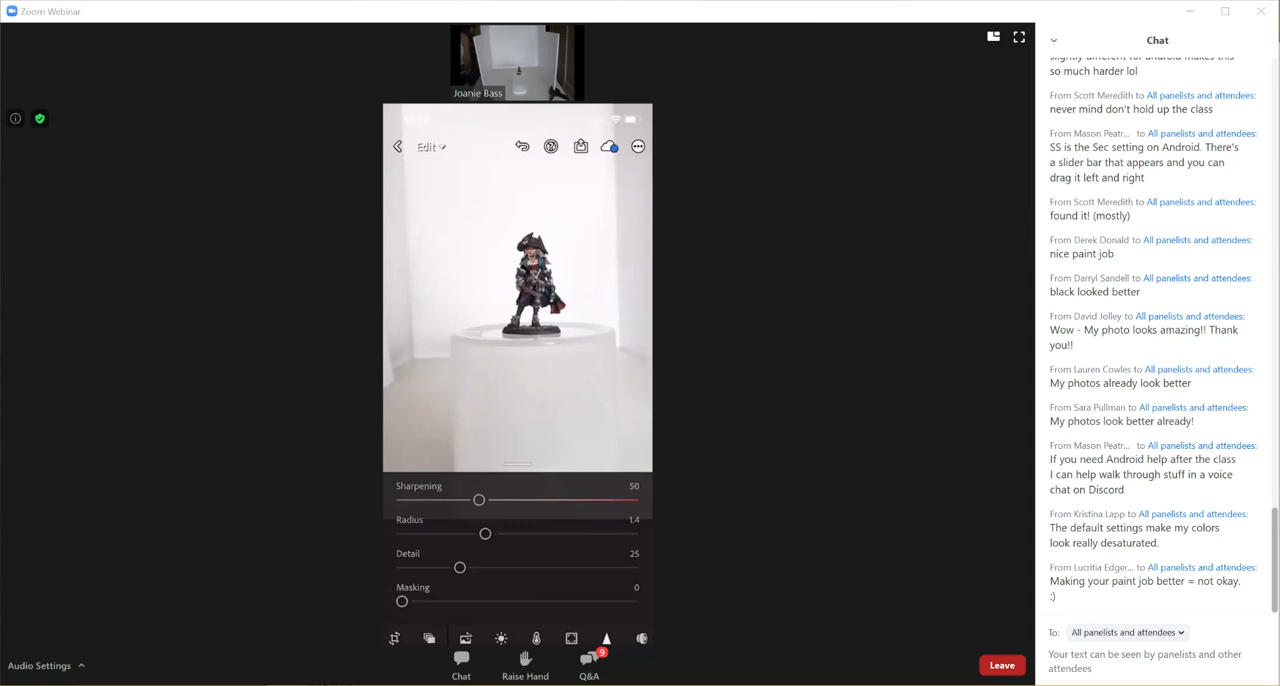 Zoom Webinar
Joanie Bass
Edit
Sharpening 50
Radius 1.4
Detail 25
Masking 0
Audio Settings
Chat
Raise Hand
9
Q&A
Leave
Chat
slightly different for android makes this
so much harder lol
From Scott Meredith to All panelists and attendees:
never mind don't hold up the class
From Mason Peatr... to All panelists and attendees:
SS is the Sec setting on Android. There's
a slider bar that appears and you can
drag it left and right
From Scott Meredith to All panelists and attendees:
found it! (mostly)
From Derek Donald to All panelists and attendees:
nice paint job
From Darryl Sandell to All panelists and attendees:
black looked better
From David Jolley to All panelists and attendees:
Wow - My photo looks amazing!! Thank
you!!
From Lauren Cowles to All panelists and attendees:
My photos already look better
From Sara Pullman to All panelists and attendees:
My photos look better already!
From Mason Peatr... to All panelists and attendees:
If you need Android help after the class
I can help walk through stuff in a voice
chat on Discord
From Kristina Lapp to All panelists and attendees:
The default settings make my colors
look really desaturated.
From Lucritia Edger... to All panelists and attendees:
Making your paint job better = not okay.
:)
To: All panelists and attendees
Your text can be seen by panelists and other
attendees